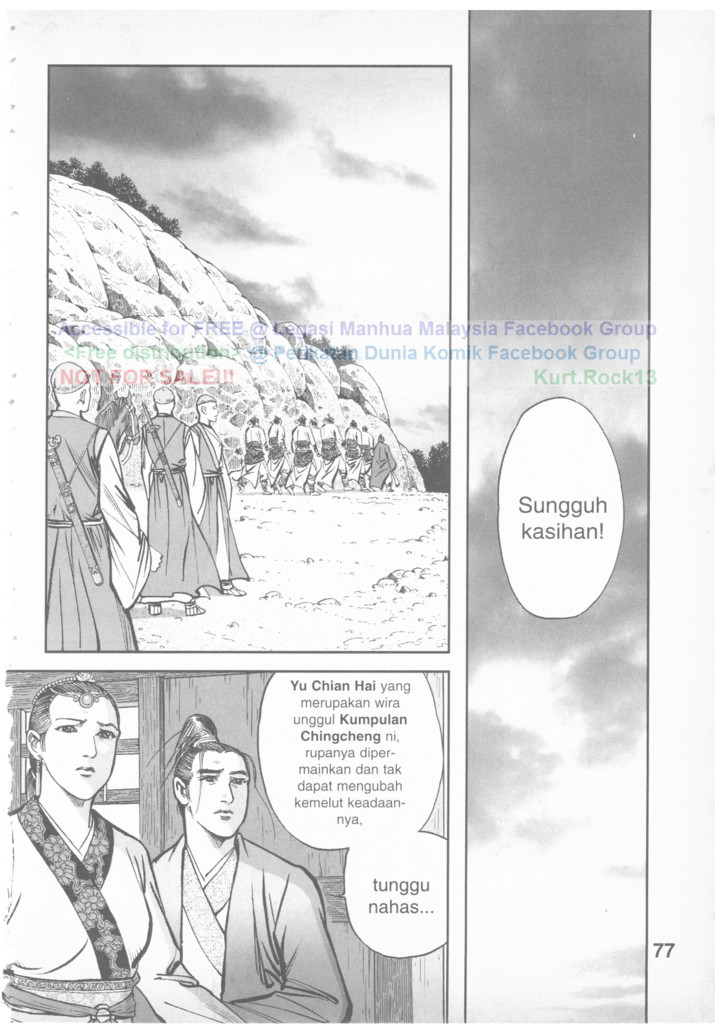 Accessible for FREE @ Legasi Manhua Malaysia Facebook Group
<Free distribution> @ Peminatan Dunia Komik Facebook Group
NOT FOR SALE!!!
Kurt.Rock13
Sungguh
kasihan!
Yu Chian Hai yang
merupakan wira
unggul Kumpulan
Chingcheng ni,
rupanya diper-
mainkan dan tak
dapat mengubah
kemelut keadaan-
nya,
tunggu
nahas...
77